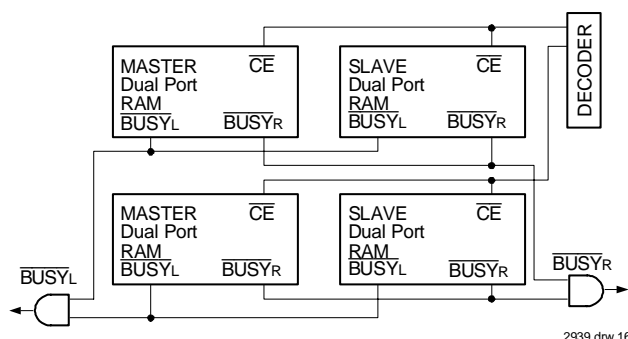 MASTER CE
Dual Port
RAM
BUSYL BUSYR
SLAVE CE
Dual Port
RAM
BUSYL BUSYR
DECODER
MASTER CE
Dual Port
RAM
BUSYL BUSYR
SLAVE CE
Dual Port
RAM
BUSYL BUSYR
BUSYL
BUSYR
2939 drw 16